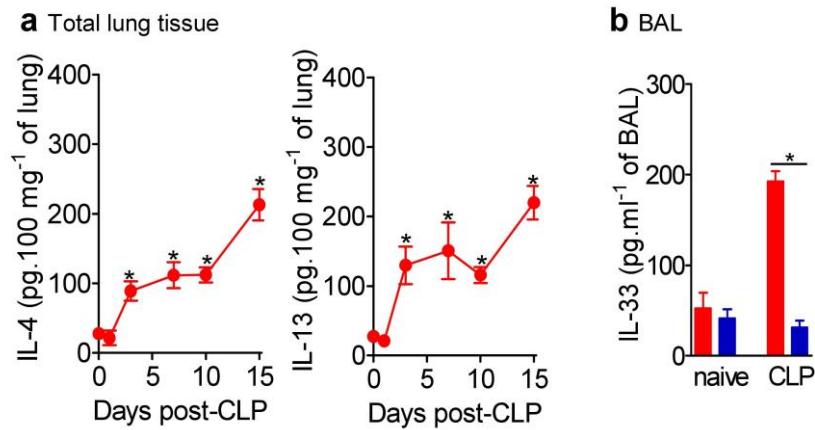 a Total lung tissue
IL-4 (pg.100 mg⁻¹ of lung)
400
300
200
100
0
* * * *
0 5 10 15
Days post-CLP
IL-13 (pg.100 mg⁻¹ of lung)
400
300
200
100
0
* * * *
0 5 10 15
Days post-CLP
b BAL
IL-33 (pg.ml⁻¹ of BAL)
300
200
100
0
*
naive CLP